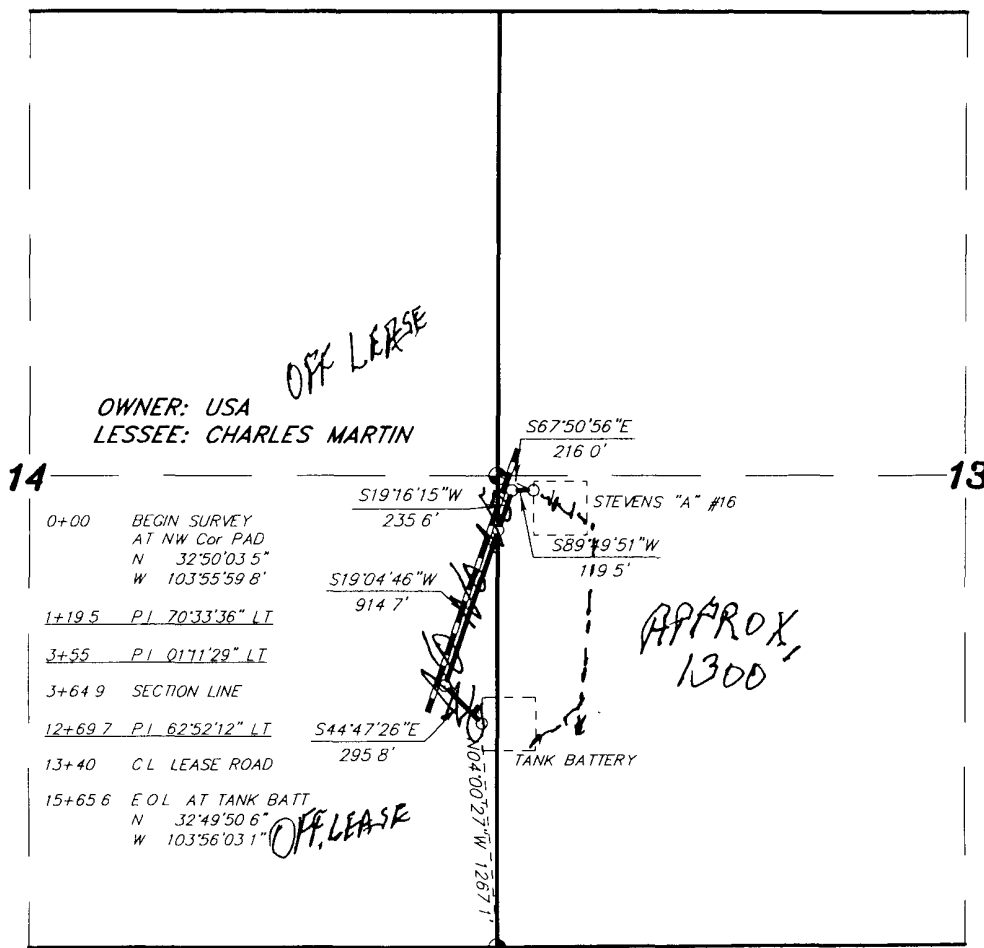 OFF LEASE
OWNER: USA
LESSEE: CHARLES MARTIN
S67°50'56"E
216 0'
14
13
S19°16'15"W
235 6'
STEVENS "A" #16
S89°49'51"W
119 5'
0+00 BEGIN SURVEY
AT NW Cor PAD
N 32°50'03 5"
W 103°55'59 8'
S19°04'46"W
914 7'
1+19 5 P I 70°33'36" LT
APPROX,
1300
3+55 P I 01°11'29" LT
3+64 9 SECTION LINE
12+69 7 P I 62°52'12" LT
S44°47'26"E
295 8'
13+40 C L LEASE ROAD
TANK BATTERY
15+65 6 E O L AT TANK BATT
N 32°49'50 6"
W 103°56'03 1"
OFF LEASE
N04°00'27"W 1267 1'